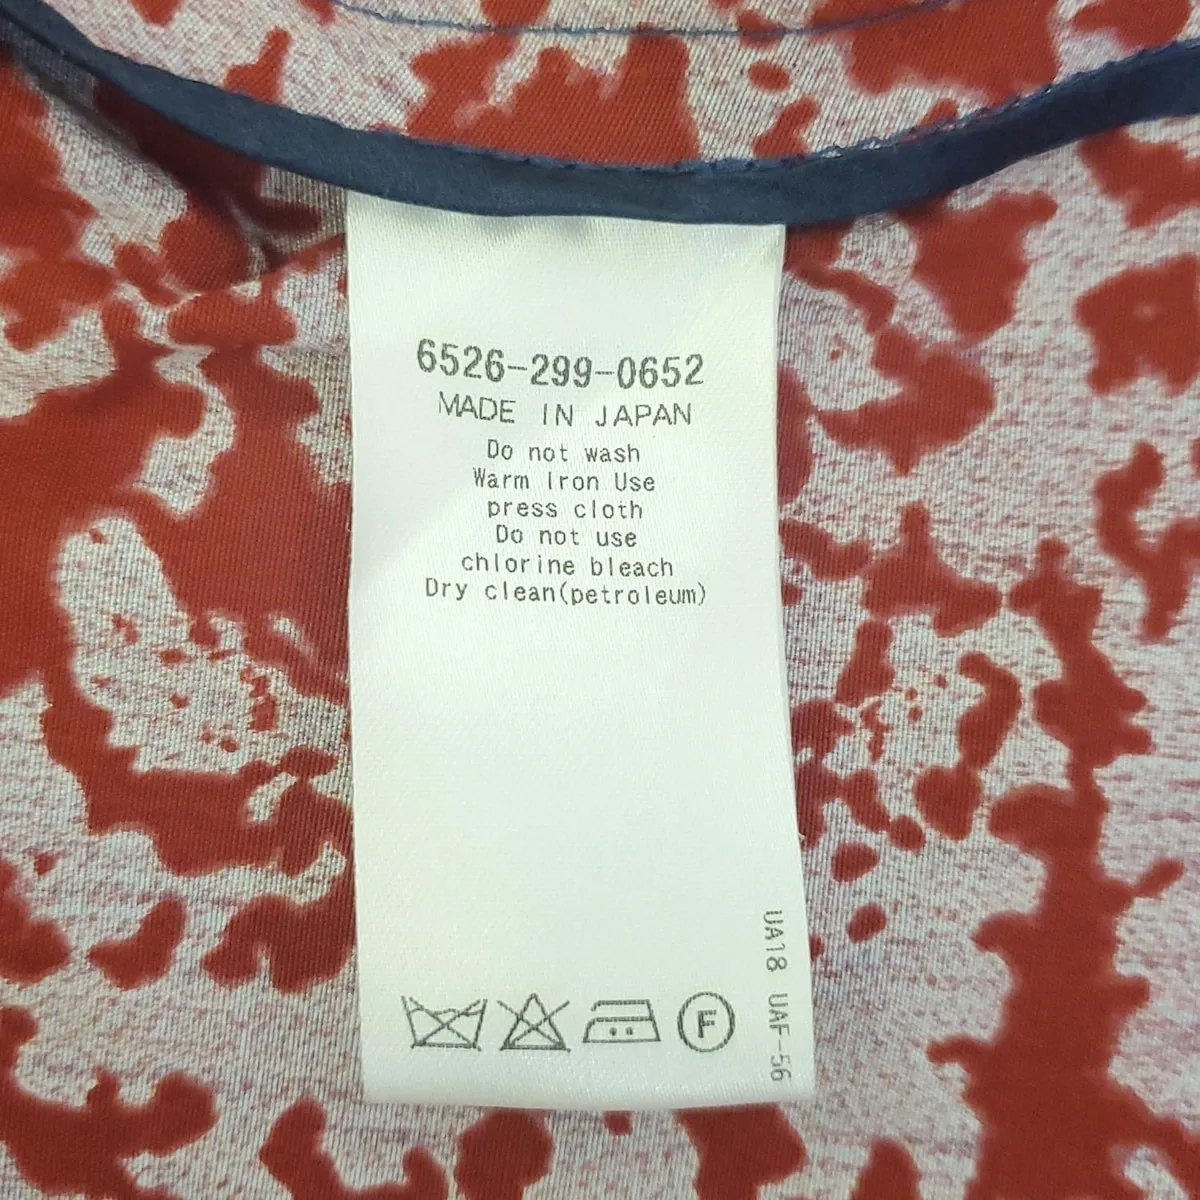 6526-299-0652
MADE IN JAPAN
Do not wash
Warm Iron Use
press cloth
Do not use
chlorine bleach
Dry clean(petroleum)
UA18 UAF-56
F